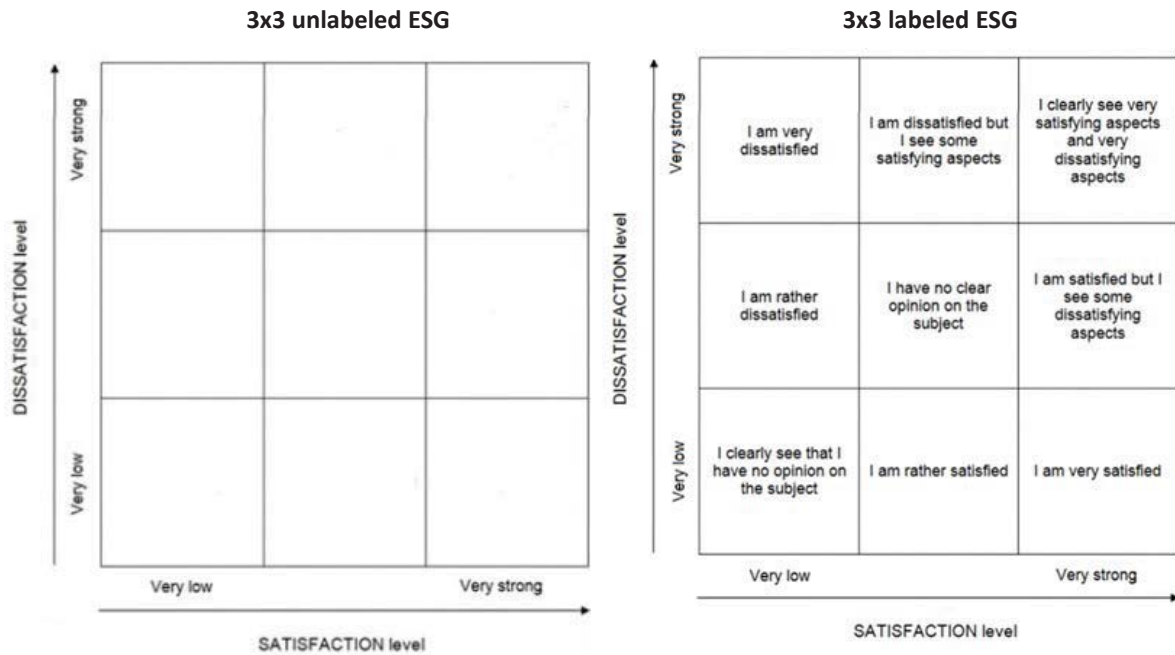 3x3 unlabeled ESG
DISSATISFACTION level
Very strong
Very low
Very low
Very strong
SATISFACTION level
3x3 labeled ESG
DISSATISFACTION level
Very strong
Very low
I am very
dissatisfied
I am dissatisfied but
I see some
satisfying aspects
I clearly see very
satisfying aspects
and very
dissatisfying
aspects
I am rather
dissatisfied
I have no clear
opinion on the
subject
I am satisfied but I
see some
dissatisfying
aspects
I clearly see that I
have no opinion on
the subject
I am rather satisfied
I am very satisfied
Very low
Very strong
SATISFACTION level